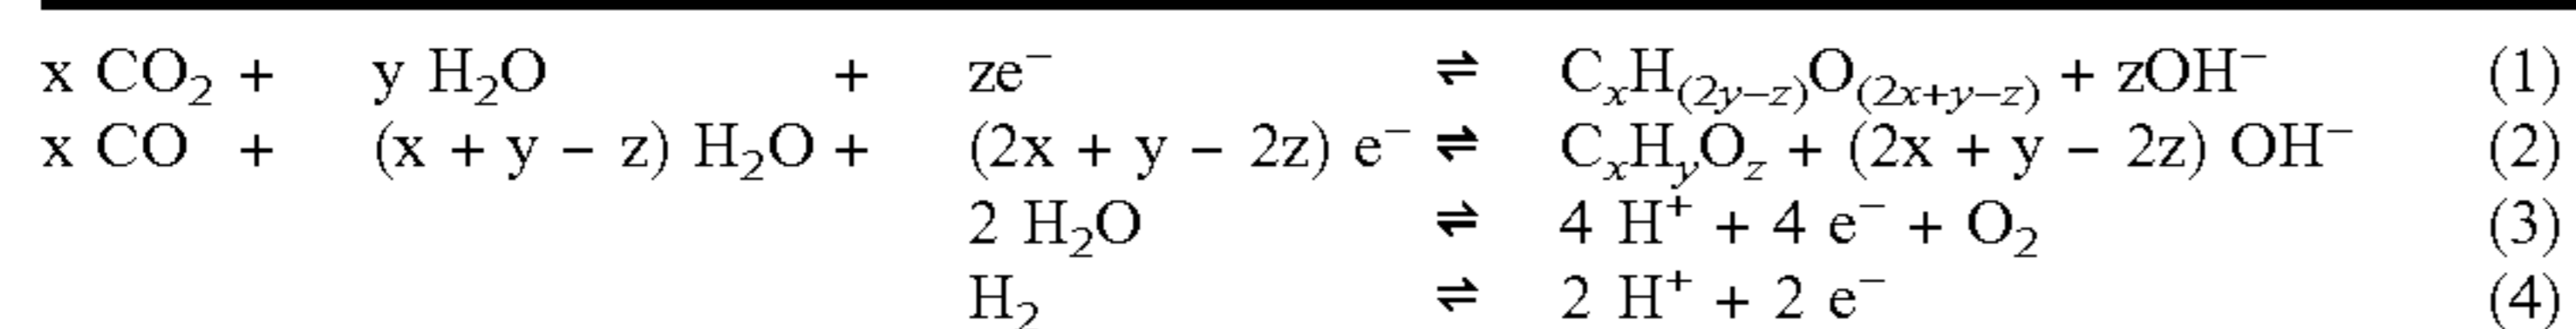 x CO₂ + y H₂O + ze⁻ ⇌ CₓH₍₂y₋z₎O₍₂ₓ₊y₋z₎ + zOH⁻ (1)
x CO + (x + y − z) H₂O + (2x + y − 2z) e⁻ ⇌ CₓHyOz + (2x + y − 2z) OH⁻ (2)
2 H₂O ⇌ 4 H⁺ + 4 e⁻ + O₂ (3)
H₂ ⇌ 2 H⁺ + 2 e⁻ (4)